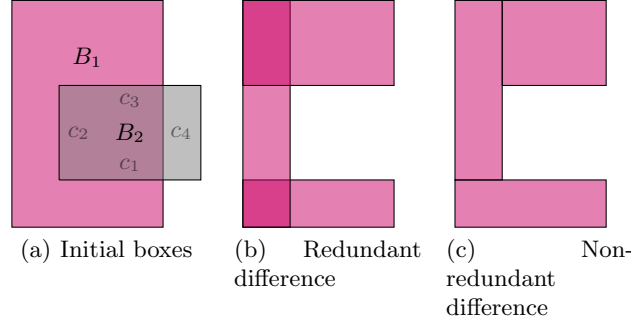 B₁
c₃
c₂ B₂ c₄
c₁
(a) Initial boxes
(b) Redundant
difference
(c) Non-
redundant
difference